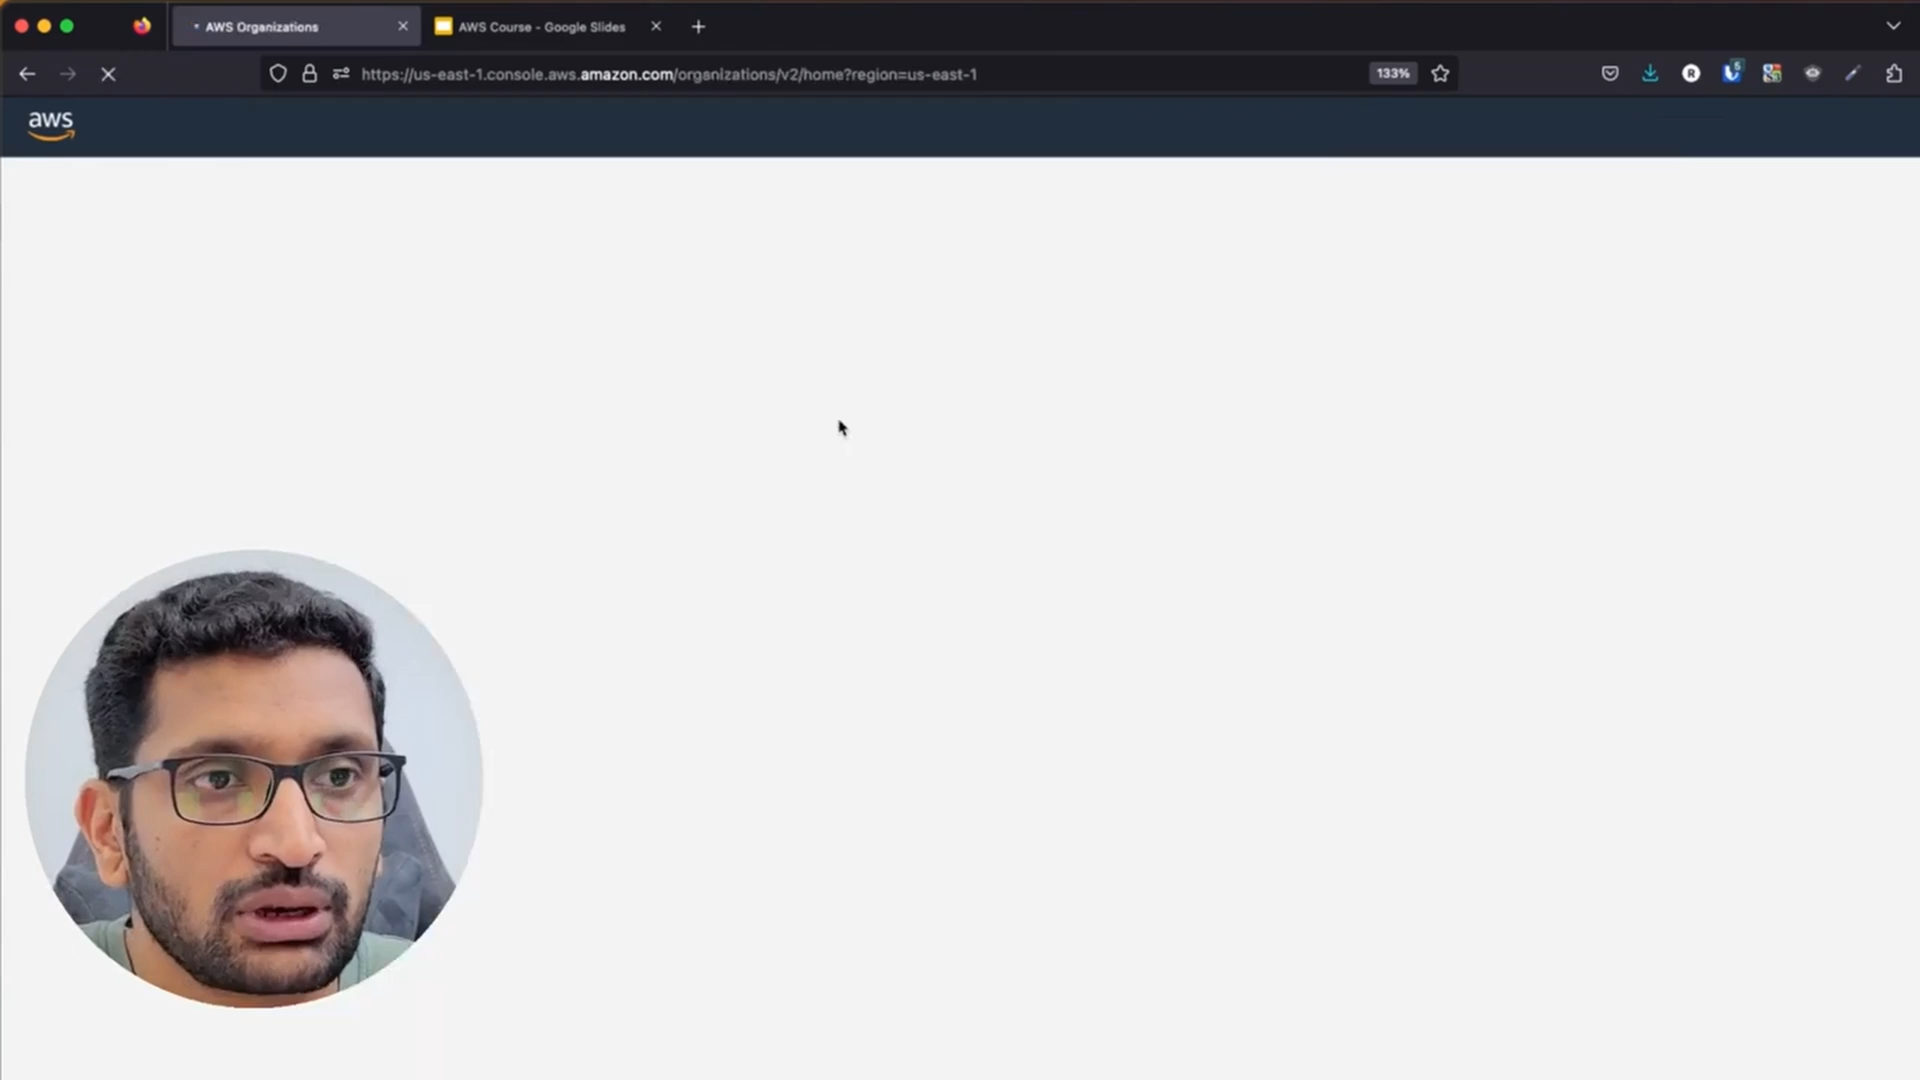 AWS Organizations
AWS Course - Google Slides
https://us-east-1.console.aws.amazon.com/organizations/v2/home?region=us-east-1
133%
R
5
aws